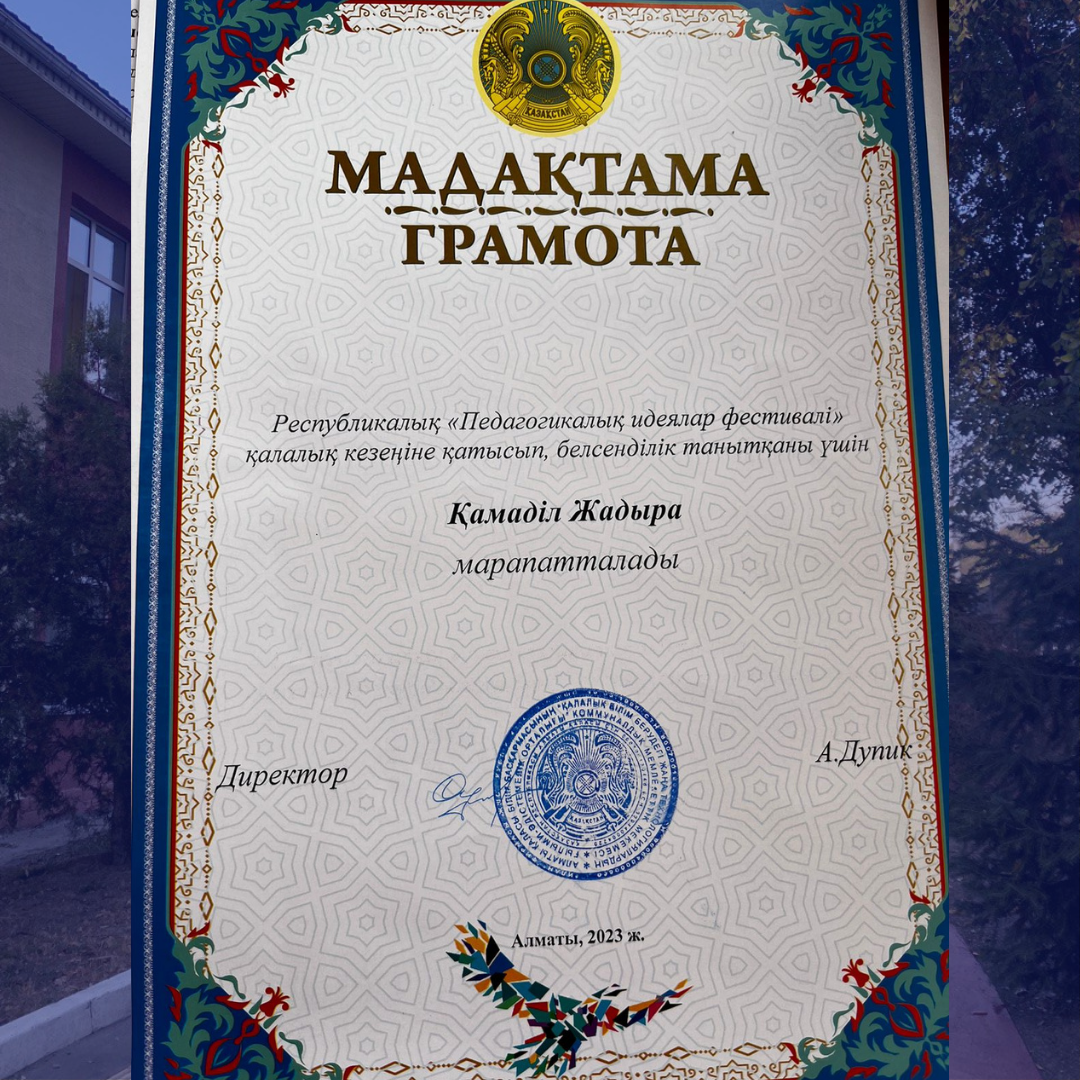 ҚАЗАҚСТАН
МАДАҚТАМА
ГРАМОТА
Республикалық «Педагогикалық идеялар фестивалі»
қалалық кезеңіне қатысып, белсенділік танытқаны үшін
Қамаділ Жадыра
марапатталады
Директор
А.Дупик
Алматы, 2023 ж.